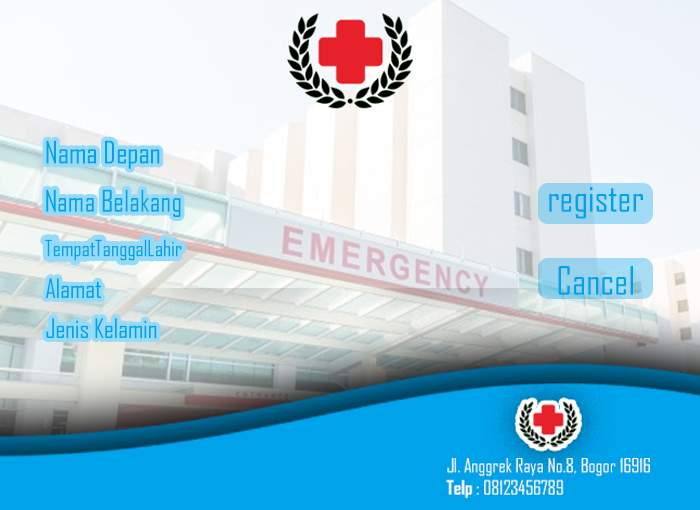 Nama Depan
Nama Belakang
register
TempatTanggalLahir
EMERGENCY
Cancel
Alamat
Jenis Kelamin
Jl. Anggrek Raya No.8, Bogor 16916
Telp : 08123456789